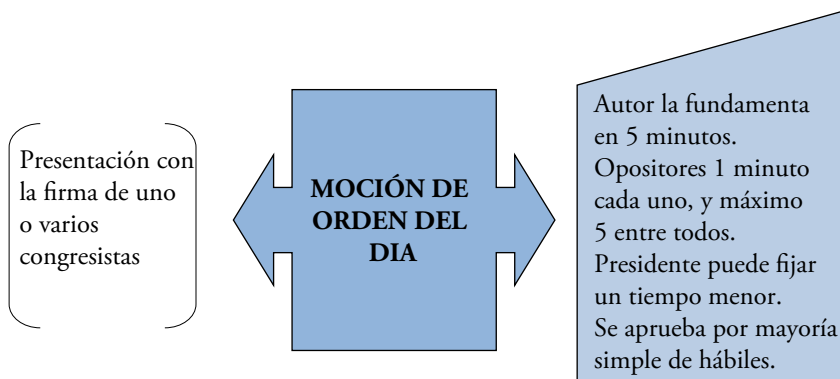 Presentación con
la firma de uno
o varios
congresistas
MOCIÓN DE
ORDEN DEL
DIA
Autor la fundamenta
en 5 minutos.
Opositores 1 minuto
cada uno, y máximo
5 entre todos.
Presidente puede fijar
un tiempo menor.
Se aprueba por mayoría
simple de hábiles.